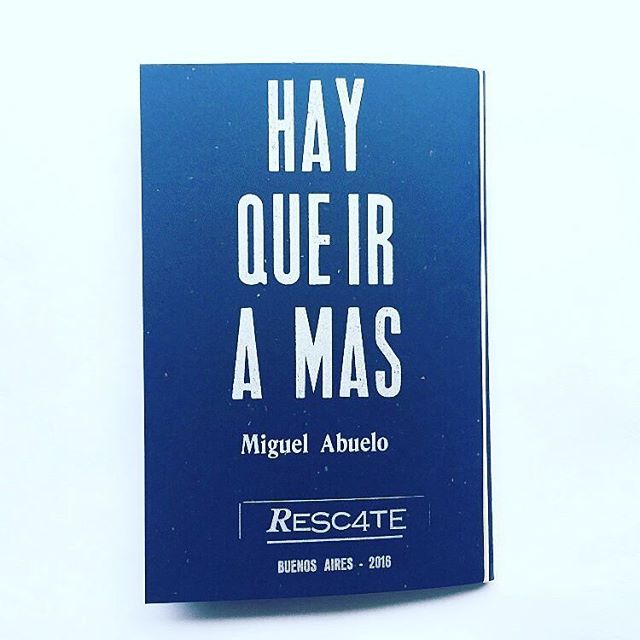 HAY
QUE IR
A MAS
Miguel Abuelo
RESC4TE
BUENOS AIRES - 2016